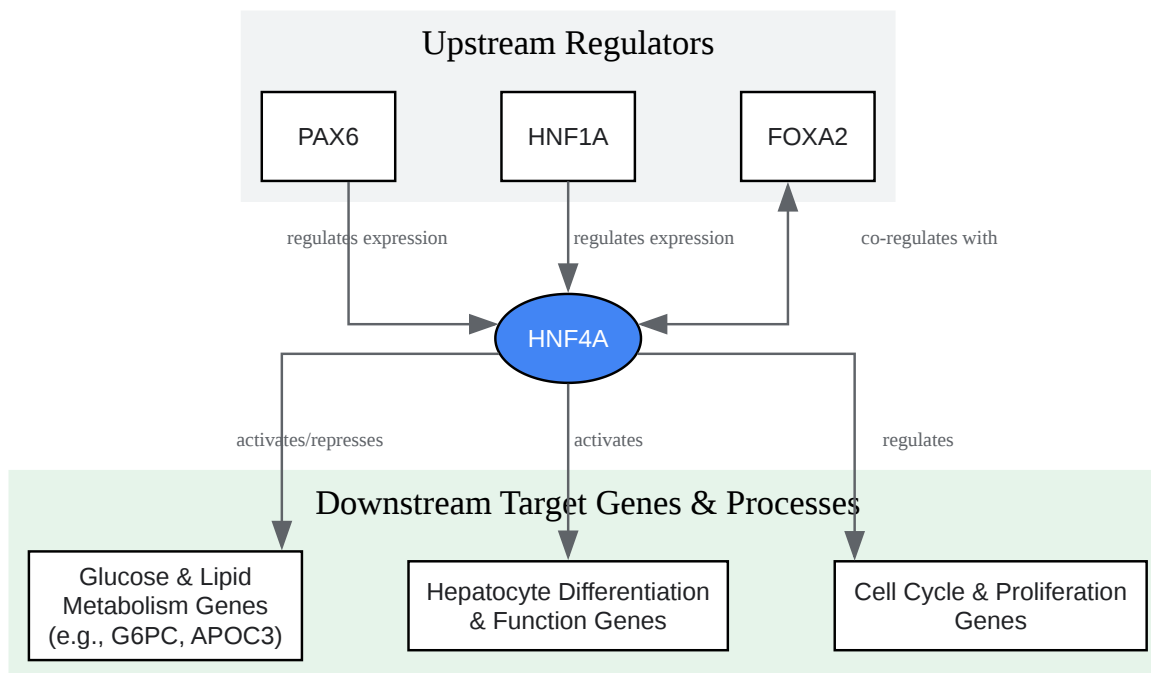 Upstream Regulators
PAX6
HNF1A
FOXA2
regulates expression
regulates expression
co-regulates with
HNF4A
activates/represses
activates
regulates
Downstream Target Genes & Processes
Glucose & Lipid
Metabolism Genes
(e.g., G6PC, APOC3)
Hepatocyte Differentiation
& Function Genes
Cell Cycle & Proliferation
Genes